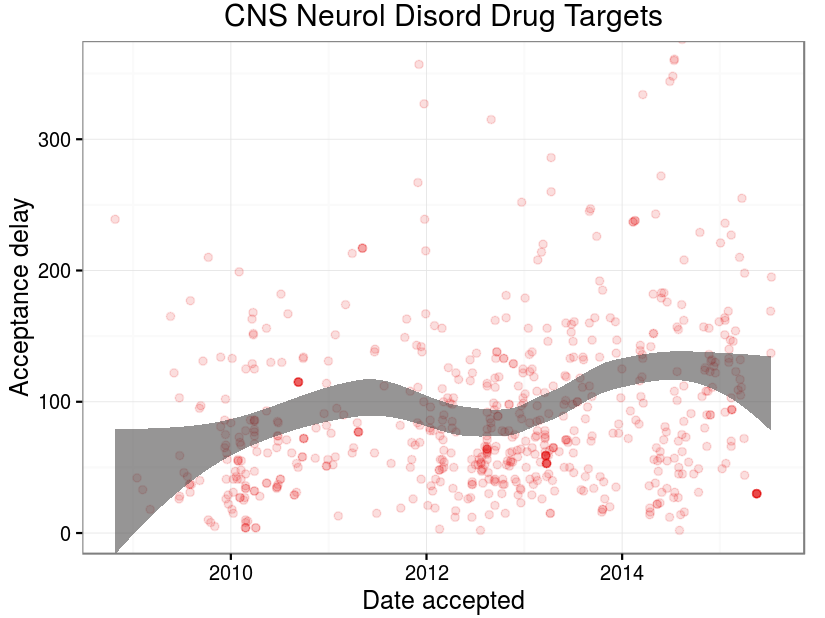 CNS Neurol Disord Drug Targets
Acceptance delay
300
200
100
0
2010 2012 2014
Date accepted